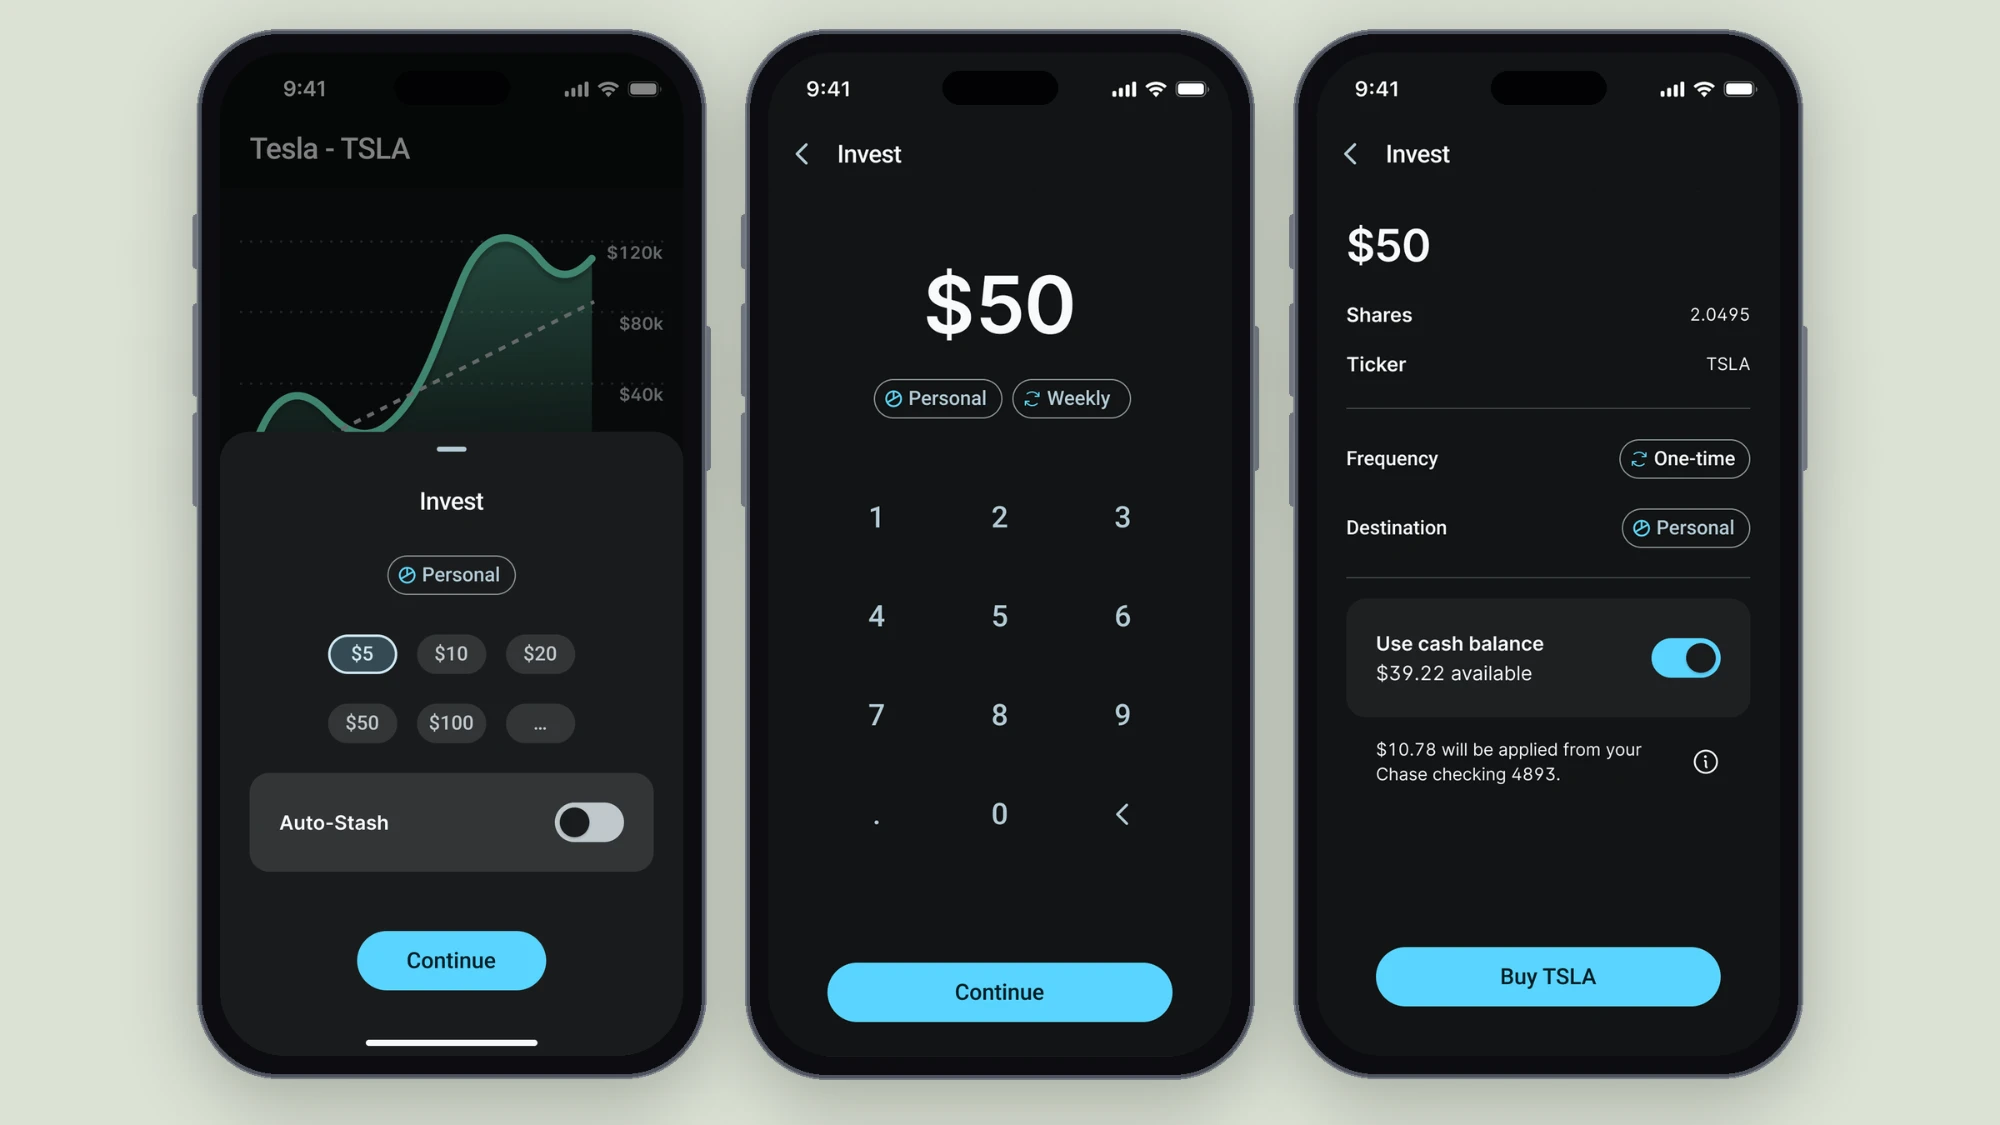 9:41
Tesla - TSLA
$120k
$80k
$40k
Invest
Personal
$5 $10 $20
$50 $100 ...
Auto-Stash
Continue
9:41
Invest
$50
Personal Weekly
1 2 3
4 5 6
7 8 9
. 0
Continue
9:41
Invest
$50
Shares 2.0495
Ticker TSLA
Frequency One-time
Destination Personal
Use cash balance
$39.22 available
$10.78 will be applied from your
Chase checking 4893.
Buy TSLA